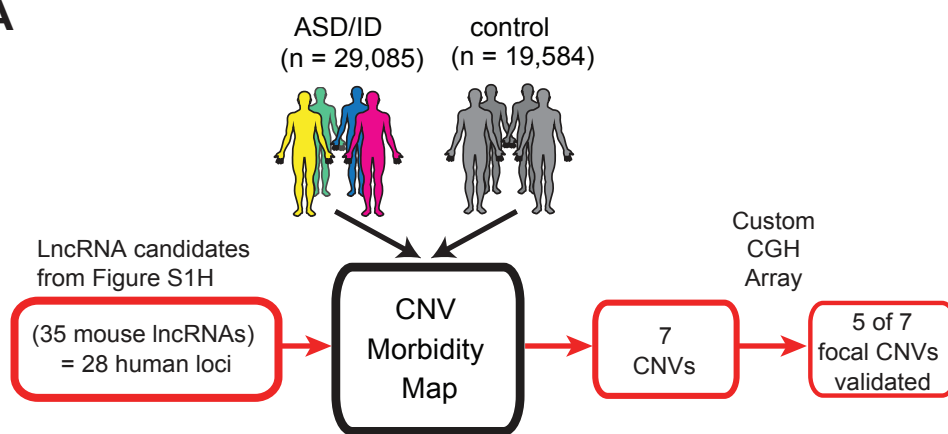 A
ASD/ID
(n = 29,085)
control
(n = 19,584)
LncRNA candidates
from Figure S1H
(35 mouse lncRNAs)
= 28 human loci
CNV
Morbidity
Map
7
CNVs
Custom
CGH
Array
5 of 7
focal CNVs
validated